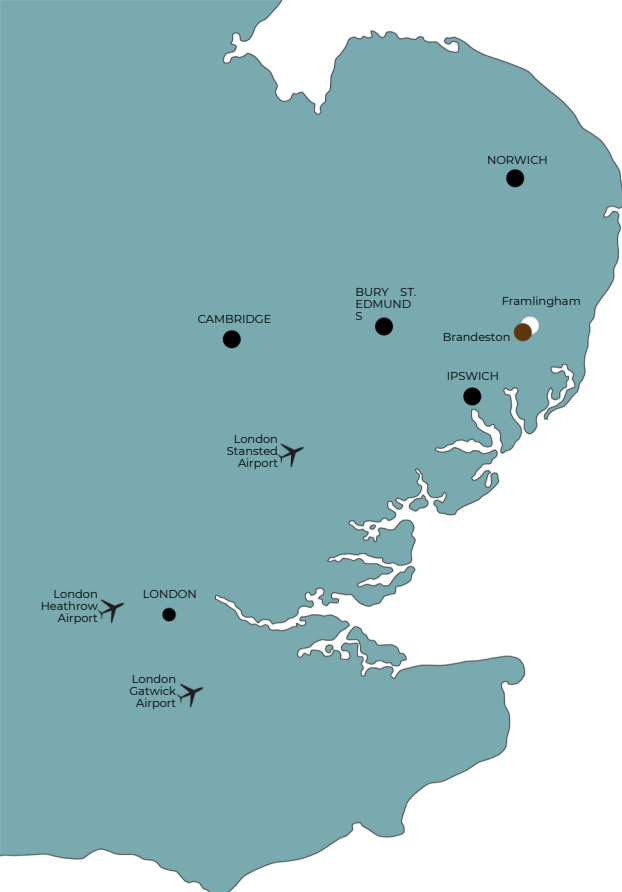 NORWICH
BURY ST.
EDMUND
S
Framlingham
CAMBRIDGE
Brandeston
IPSWICH
London
Stansted
Airport
London
Heathrow
Airport
LONDON
London
Gatwick
Airport